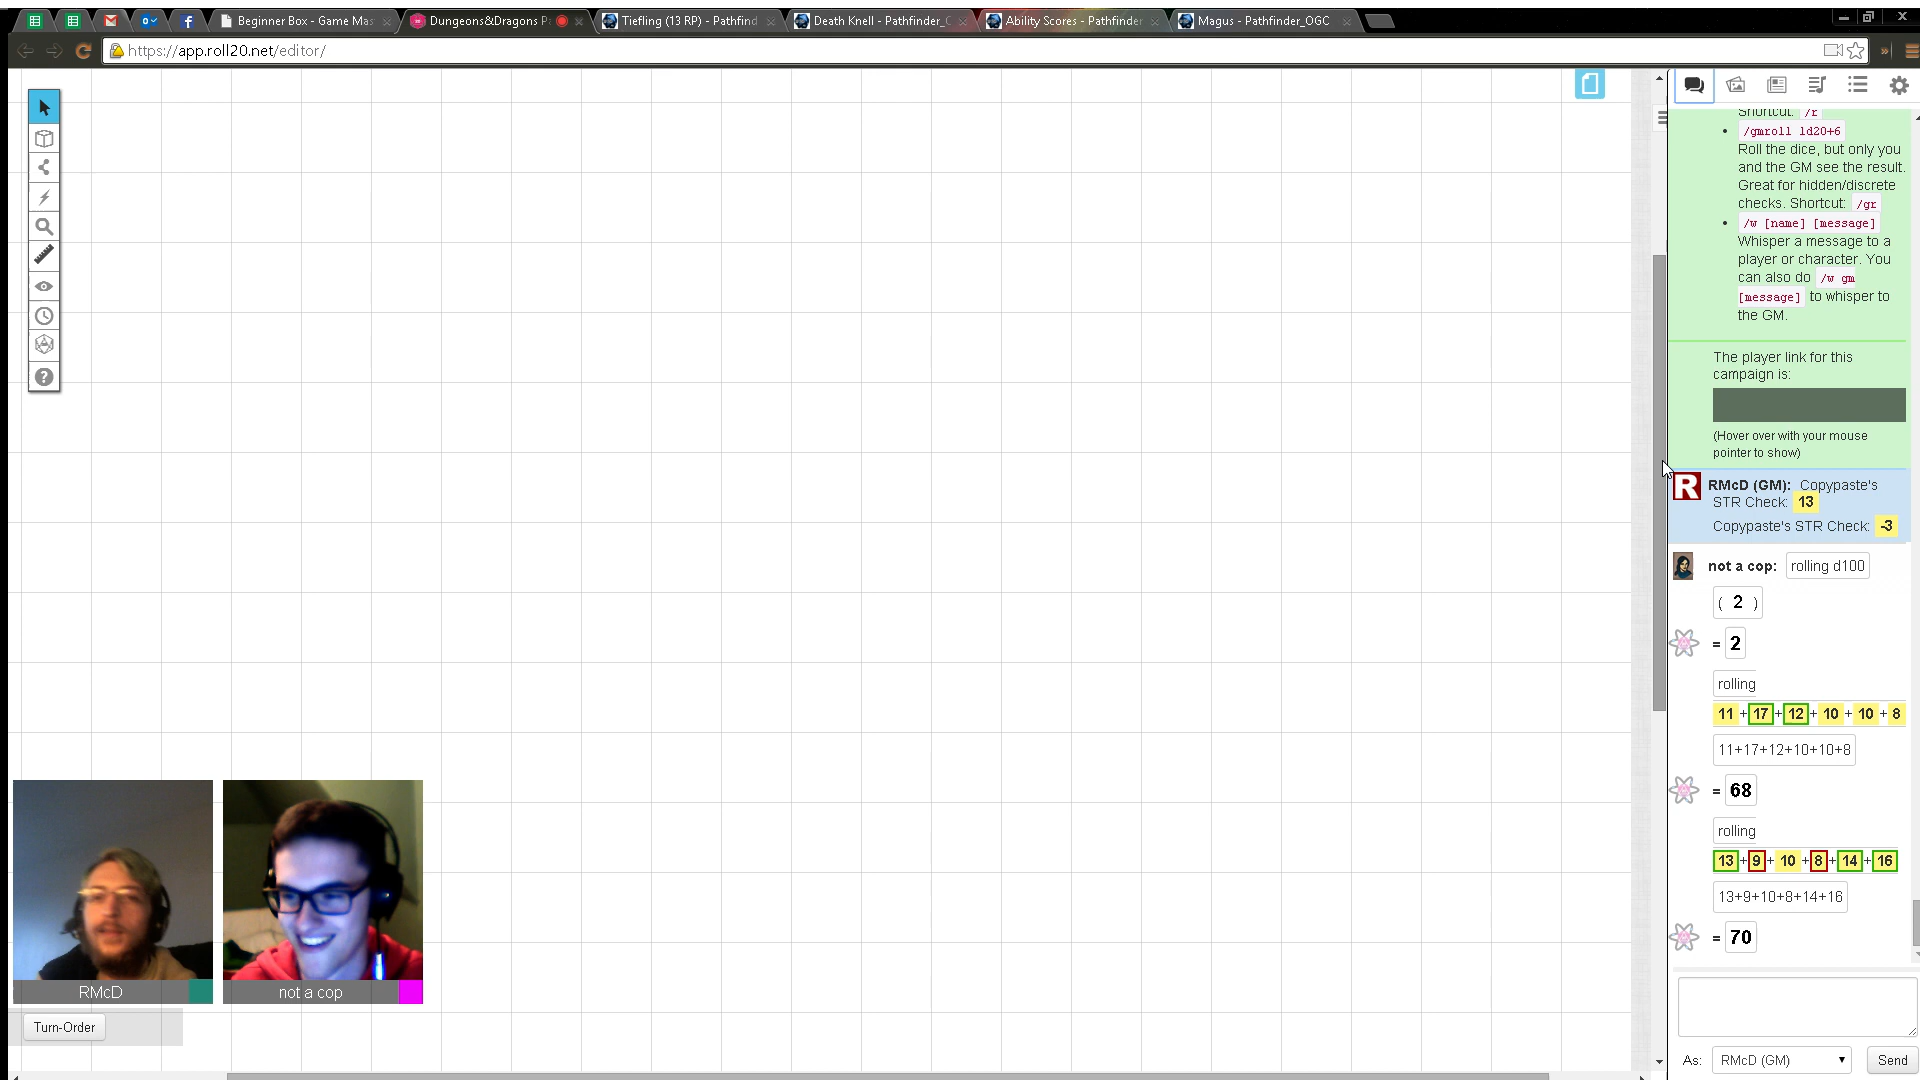 Beginner Box - Game Mas
Dungeons&Dragons P
Tiefling (13 RP) - Pathfind
Death Knell - Pathfinder_O
Ability Scores - Pathfinder
Magus - Pathfinder_OGC
https://app.roll20.net/editor/
Shortcut: /r
• /gmroll 1d20+6
Roll the dice, but only you
and the GM see the result.
Great for hidden/discrete
checks. Shortcut: /gr
• /w [name] [message]
Whisper a message to a
player or character. You
can also do /w gm
[message] to whisper to
the GM.
The player link for this
campaign is:
(Hover over with your mouse
pointer to show)
R
RMcD (GM): Copypaste's
STR Check: 13
Copypaste's STR Check: -3
not a cop: rolling d100
( 2 )
= 2
rolling
11 + 17 + 12 + 10 + 10 + 8
11+17+12+10+10+8
= 68
rolling
13 + 9 + 10 + 8 + 14 + 16
13+9+10+8+14+16
= 70
RMcD
not a cop
Turn-Order
As: RMcD (GM)
Send